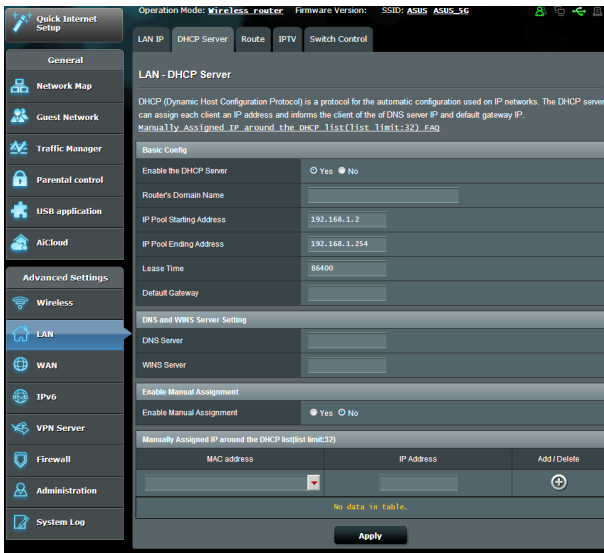 Quick Internet
Setup
General
Network Map
Guest Network
Traffic Manager
Parental control
USB application
AiCloud
Advanced Settings
Wireless
LAN
WAN
IPv6
VPN Server
Firewall
Administration
System Log
Operation Mode: Wireless router Firmware Version: SSID: ASUS ASUS_5G
LAN IP DHCP Server Route IPTV Switch Control
LAN - DHCP Server
DHCP (Dynamic Host Configuration Protocol) is a protocol for the automatic configuration used on IP networks. The DHCP server
can assign each client an IP address and informs the client of the of DNS server IP and default gateway IP.
Manually Assigned IP around the DHCP list(list limit:32) FAQ
Basic Config
Enable the DHCP Server Yes No
Router's Domain Name
IP Pool Starting Address 192.168.1.2
IP Pool Ending Address 192.168.1.254
Lease Time 86400
Default Gateway
DNS and WINS Server Setting
DNS Server
WINS Server
Enable Manual Assignment
Enable Manual Assignment Yes No
Manually Assigned IP around the DHCP list(list limit:32)
MAC address IP Address Add / Delete
No data in table.
Apply